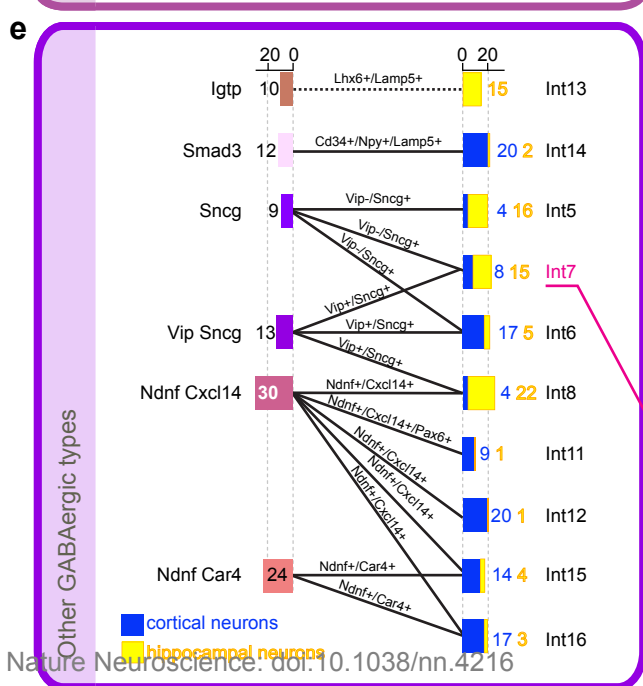 e
20 0
0 20
Igtp 10 Lhx6+/Lamp5+ 15 Int13
Smad3 12 Cd34+/Npy+/Lamp5+ 20 2 Int14
Sncg 9 Vip-/Sncg+ 4 16 Int5
Vip-/Sncg+
Vip-/Sncg+
8 15 Int7
Vip+/Sncg+
Vip Sncg 13 Vip+/Sncg+ 17 5 Int6
Vip+/Sncg+
Ndnf Cxcl14 30 Ndnf+/Cxcl14+ 4 22 Int8
Ndnf+/Cxcl14+/Pax6+
9 1 Int11
Ndnf+/Cxcl14+
Ndnf+/Cxcl14+
Ndnf+/Cxcl14+
20 1 Int12
Ndnf Car4 24 Ndnf+/Car4+ 14 4 Int15
Ndnf+/Car4+
17 3 Int16
Other GABAergic types
cortical neurons
hippocampal neurons
Nature Neuroscience: doi:10.1038/nn.4216